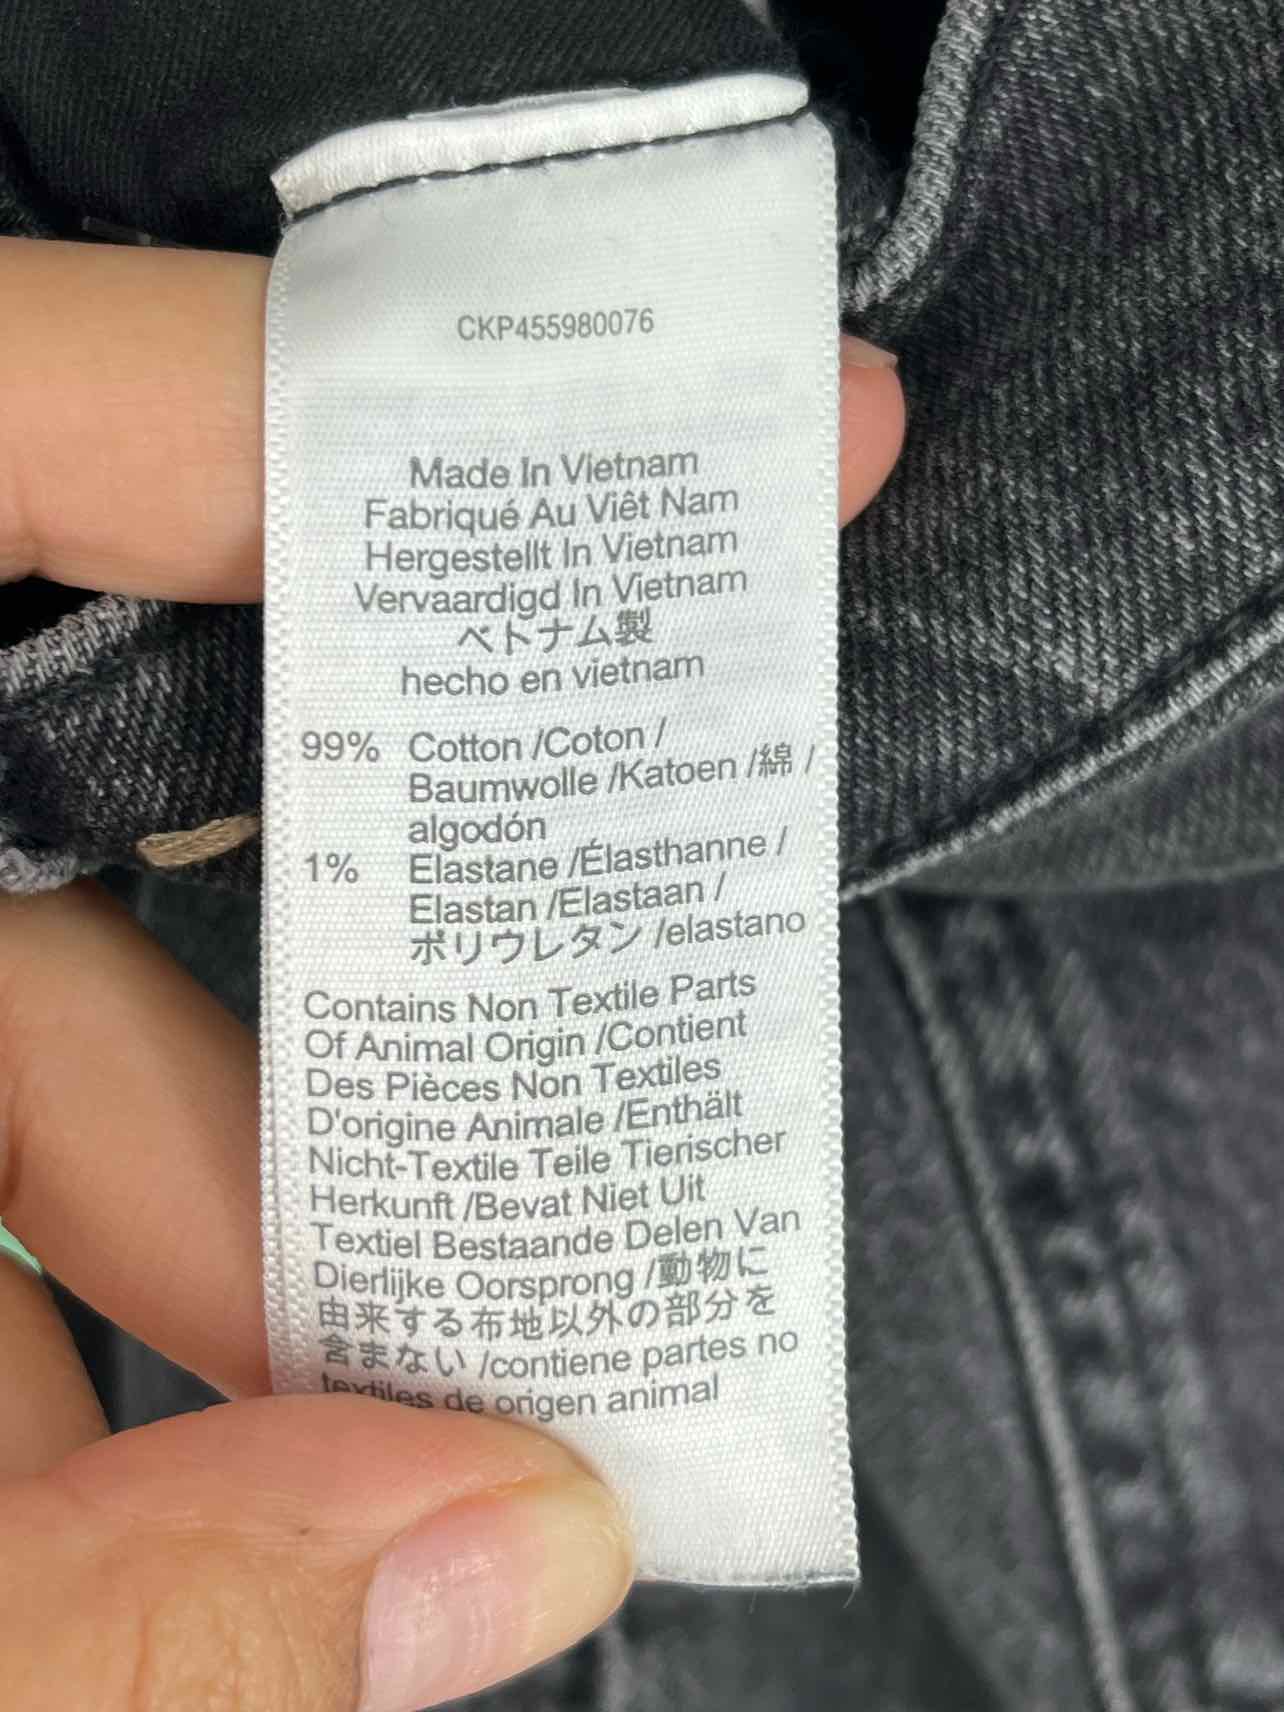 CKP455980076
Made In Vietnam
Fabriqué Au Viêt Nam
Hergestellt In Vietnam
Vervaardigd In Vietnam
ベトナム製
hecho en vietnam
99% Cotton /Coton /
Baumwolle /Katoen /綿 /
algodón
1% Elastane /Élasthanne /
Elastan /Elastaan /
ポリウレタン /elastano
Contains Non Textile Parts
Of Animal Origin /Contient
Des Pièces Non Textiles
D'origine Animale /Enthält
Nicht-Textile Teile Tierischer
Herkunft /Bevat Niet Uit
Textiel Bestaande Delen Van
Dierlijke Oorsprong /動物に
由来する布地以外の部分を
含まない /contiene partes no
textiles de origen animal